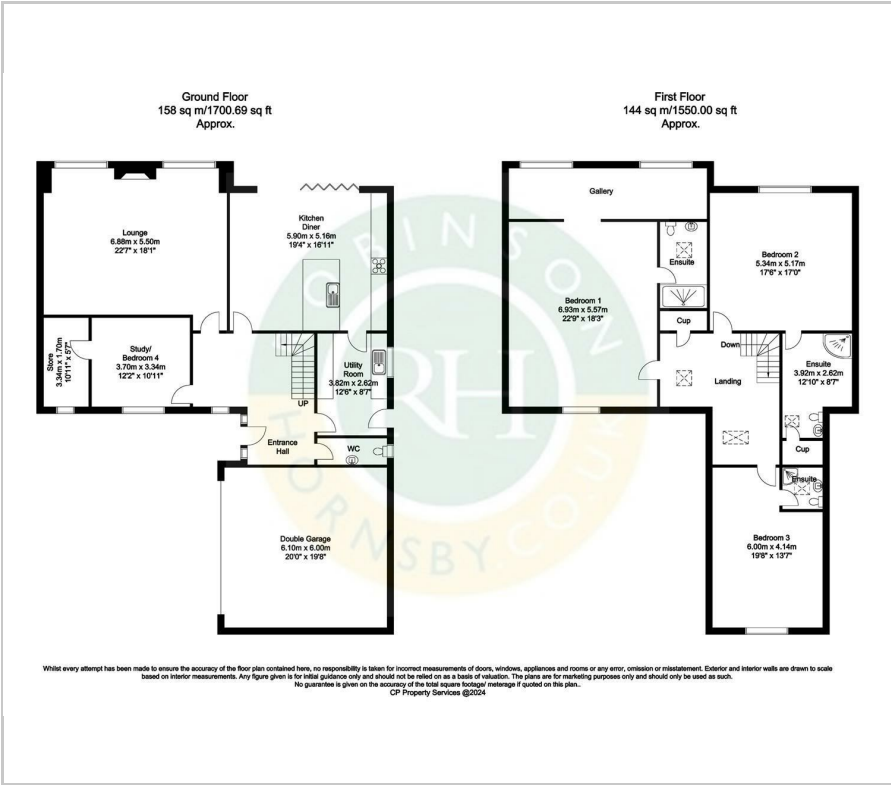 Ground Floor
158 sq m/1700.69 sq ft
Approx.
First Floor
144 sq m/1550.00 sq ft
Approx.
Lounge
6.88m x 5.50m
22'7" x 18'1"
Kitchen
Diner
5.90m x 5.16m
19'4" x 16'11"
Store
3.34m x 1.70m
10'11" x 5'7"
Study/
Bedroom 4
3.70m x 3.34m
12'2" x 10'11"
UP
Utility
Room
3.82m x 2.62m
12'6" x 8'7"
Entrance
Hall
WC
Double Garage
6.10m x 6.00m
20'0" x 19'8"
Gallery
Ensuite
Bedroom 1
6.93m x 5.57m
22'9" x 18'3"
Cup
Bedroom 2
5.34m x 5.17m
17'6" x 17'0"
Down
Landing
Ensuite
3.92m x 2.62m
12'10" x 8'7"
Cup
Ensuite
Bedroom 3
6.00m x 4.14m
19'8" x 13'7"
ROBINSON
RH
HORNSBY CO.UK
Whilst every attempt has been made to ensure the accuracy of the floor plan contained here, no responsibility is taken for incorrect measurements of doors, windows, appliances and rooms or any error, omission or misstatement. Exterior and interior walls are drawn to scale
based on interior measurements. Any figure given is for initial guidance only and should not be relied on as a basis of valuation. The plans are for marketing purposes only and should only be used as such.
No guarantee is given on the accuracy of the total square footage/ meterage if quoted on this plan..
CP Property Services @2024